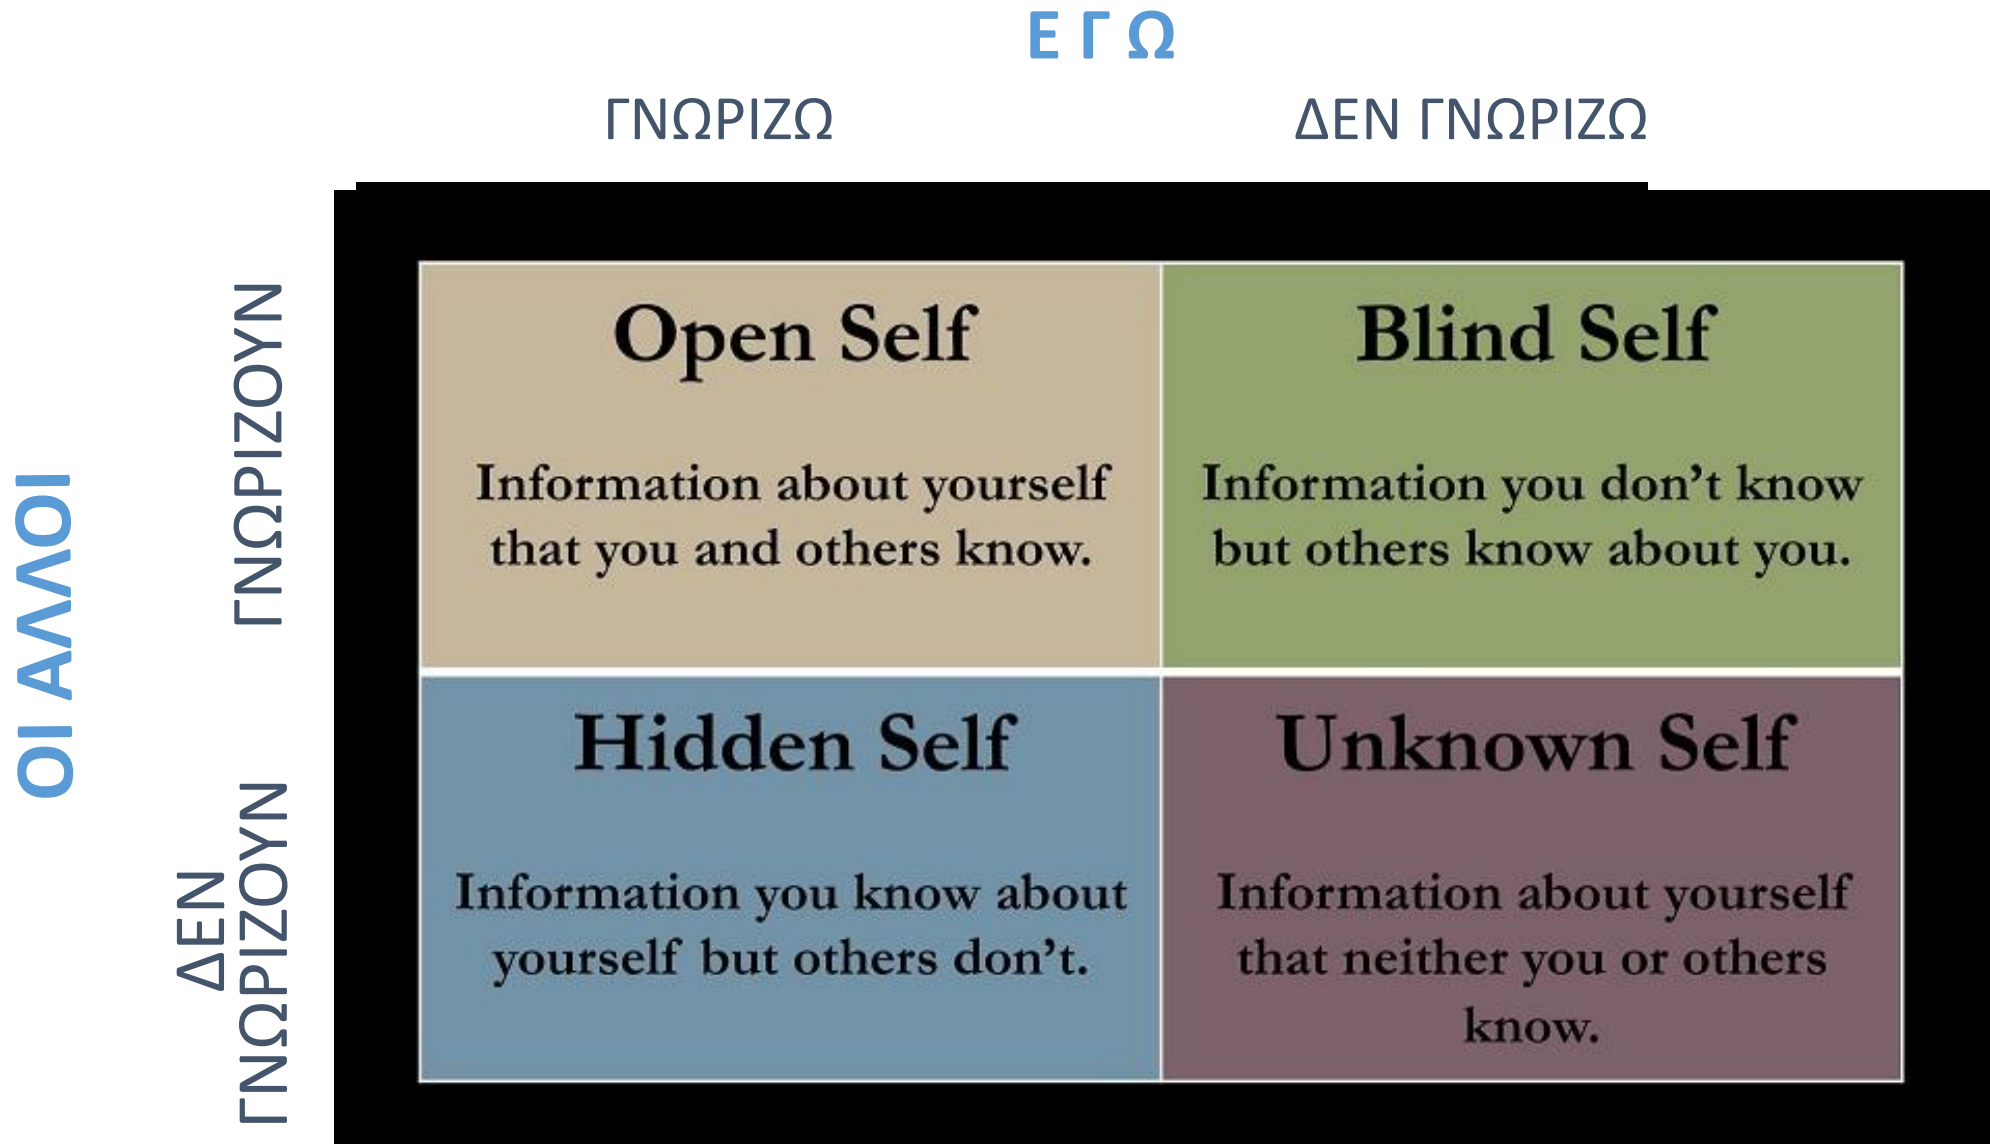 ΕΓΩ
ΓΝΩΡΙΖΩ
ΔΕΝ ΓΝΩΡΙΖΩ
ΟΙ ΑΛΛΟΙ
ΓΝΩΡΙΖΟΥΝ
ΔΕΝ
ΓΝΩΡΙΖΟΥΝ
Open Self
Information about yourself
that you and others know.
Blind Self
Information you don't know
but others know about you.
Hidden Self
Information you know about
yourself but others don't.
Unknown Self
Information about yourself
that neither you or others
know.